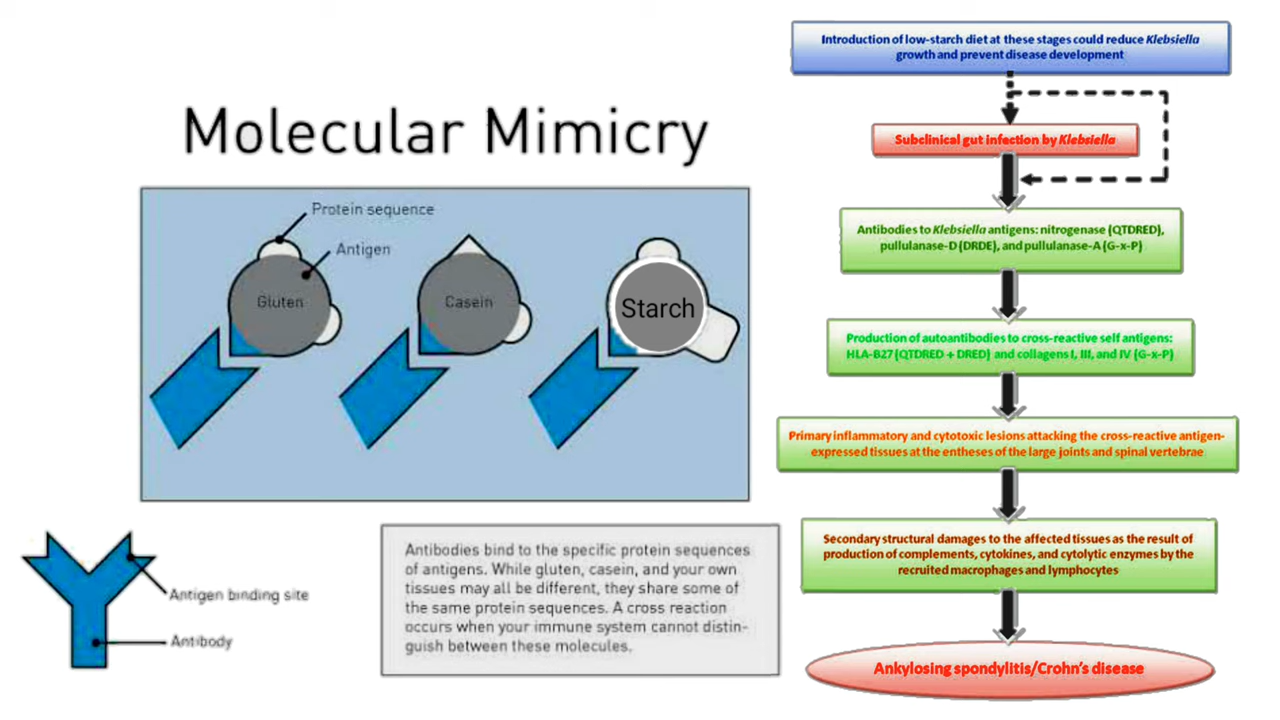 Molecular Mimicry
Protein sequence
Antigen
Gluten
Casein
Starch
Antigen binding site
Antibody
Antibodies bind to the specific protein sequences
of antigens. While gluten, casein, and your own
tissues may all be different, they share some of
the same protein sequences. A cross reaction
occurs when your immune system cannot distin-
guish between these molecules.
Introduction of low-starch diet at these stages could reduce Klebsiella
growth and prevent disease development
Subclinical gut infection by Klebsiella
Antibodies to Klebsiella antigens: nitrogenase (QTDRED),
pullulanase-D (DRDE), and pullulanase-A (G-x-P)
Production of autoantibodies to cross-reactive self antigens:
HLA-B27 (QTDRED + DRED) and collagens I, III, and IV (G-x-P)
Primary inflammatory and cytotoxic lesions attacking the cross-reactive antigen-
expressed tissues at the entheses of the large joints and spinal vertebrae
Secondary structural damages to the affected tissues as the result of
production of complements, cytokines, and cytolytic enzymes by the
recruited macrophages and lymphocytes
Ankylosing spondylitis/Crohn's disease